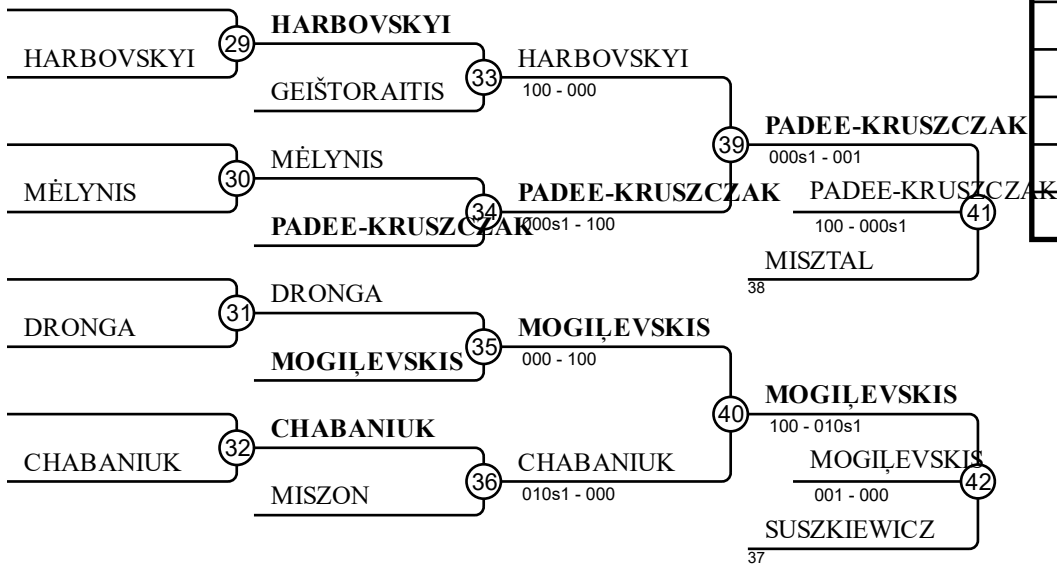 HARBOVSKYI
29
HARBOVSKYI
HARBOVSKYI
33
GEIŠTORAITIS
100 - 000
39
PADEE-KRUSZCZAK
000s1 - 001
MĖLYNIS
30
MĖLYNIS
PADEE-KRUSZCZAK
PADEE-KRUSZCZAK
34
PADEE-KRUSZCZAK
000s1 - 100
100 - 000s1
41
MISZTAL
38
DRONGA
31
DRONGA
MOGIĻEVSKIS
35
MOGIĻEVSKIS
000 - 100
40
MOGIĻEVSKIS
100 - 010s1
CHABANIUK
32
CHABANIUK
CHABANIUK
MOGIĻEVSKIS
42
MISZON
36
010s1 - 000
001 - 000
SUSZKIEWICZ
37